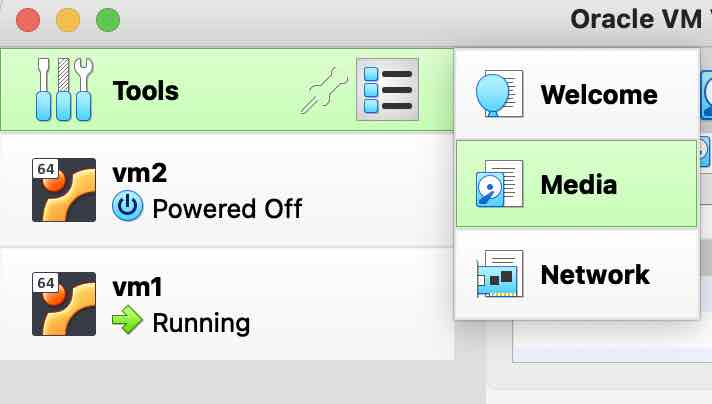 Oracle VM
Tools
Welcome
64
vm2
Powered Off
Media
64
vm1
Running
Network